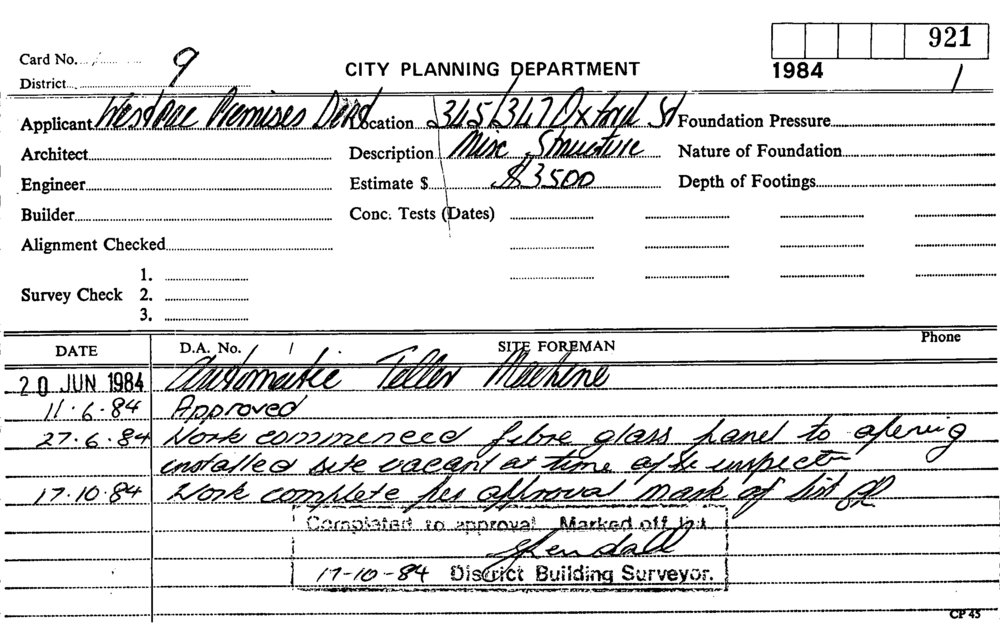 921
Card No. 9
CITY PLANNING DEPARTMENT
1984 1
District
Applicant Westpac Premises Dept Location 345/347 Oxford St Foundation Pressure
Architect Description Misc Structure Nature of Foundation
Engineer Estimate $ $3500 Depth of Footings
Builder Conc. Tests (Dates)
Alignment Checked
1.
Survey Check 2.
3.
DATE D.A. No. SITE FOREMAN Phone
20 JUN 1984 Automatic Teller Machine
11.6.84 Approved
27.6.84 Work commenced fibre glass panel to opening
installed site vacant at time of inspectn
17.10.84 Work complete per approval mark of list
Completed to approval Marked off list
Kendall
17-10-84 District Building Surveyor.
CP 45